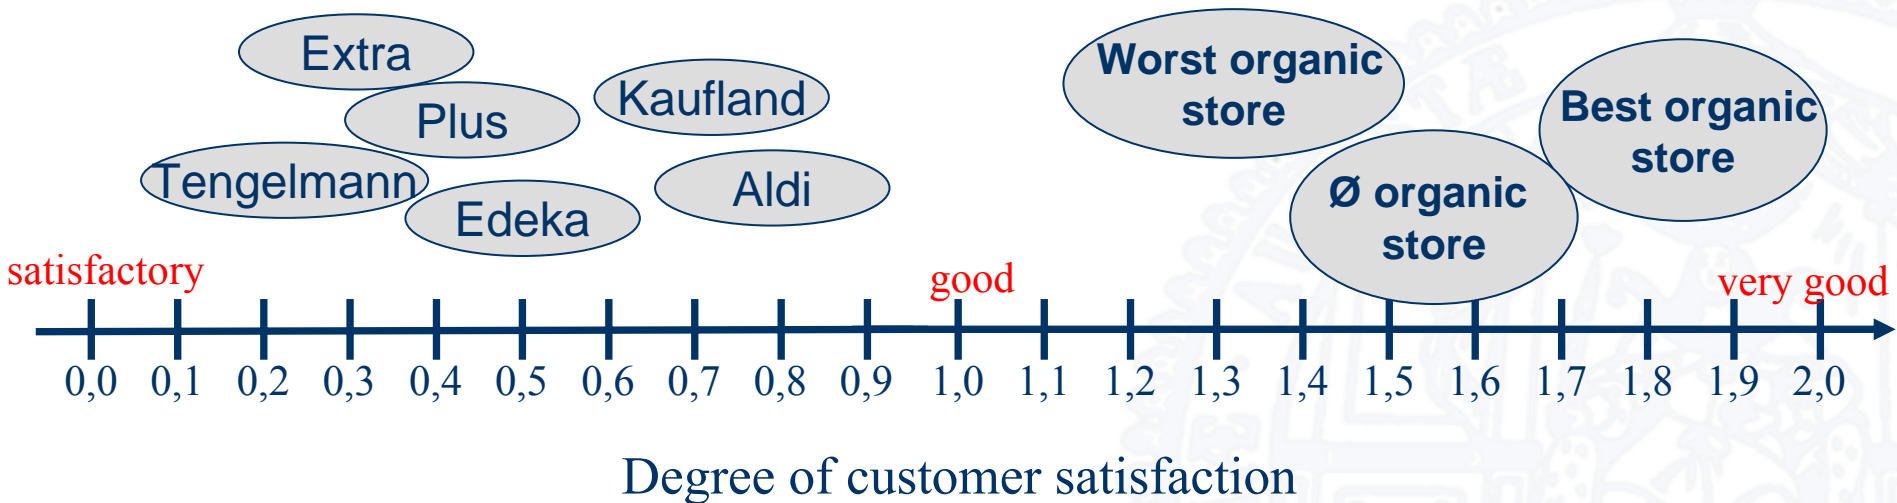 Extra
Plus
Tengelmann
Edeka
Kaufland
Aldi
Worst organic
store
Ø organic
store
Best organic
store
satisfactory
good
very good
0,0 0,1 0,2 0,3 0,4 0,5 0,6 0,7 0,8 0,9 1,0 1,1 1,2 1,3 1,4 1,5 1,6 1,7 1,8 1,9 2,0
Degree of customer satisfaction